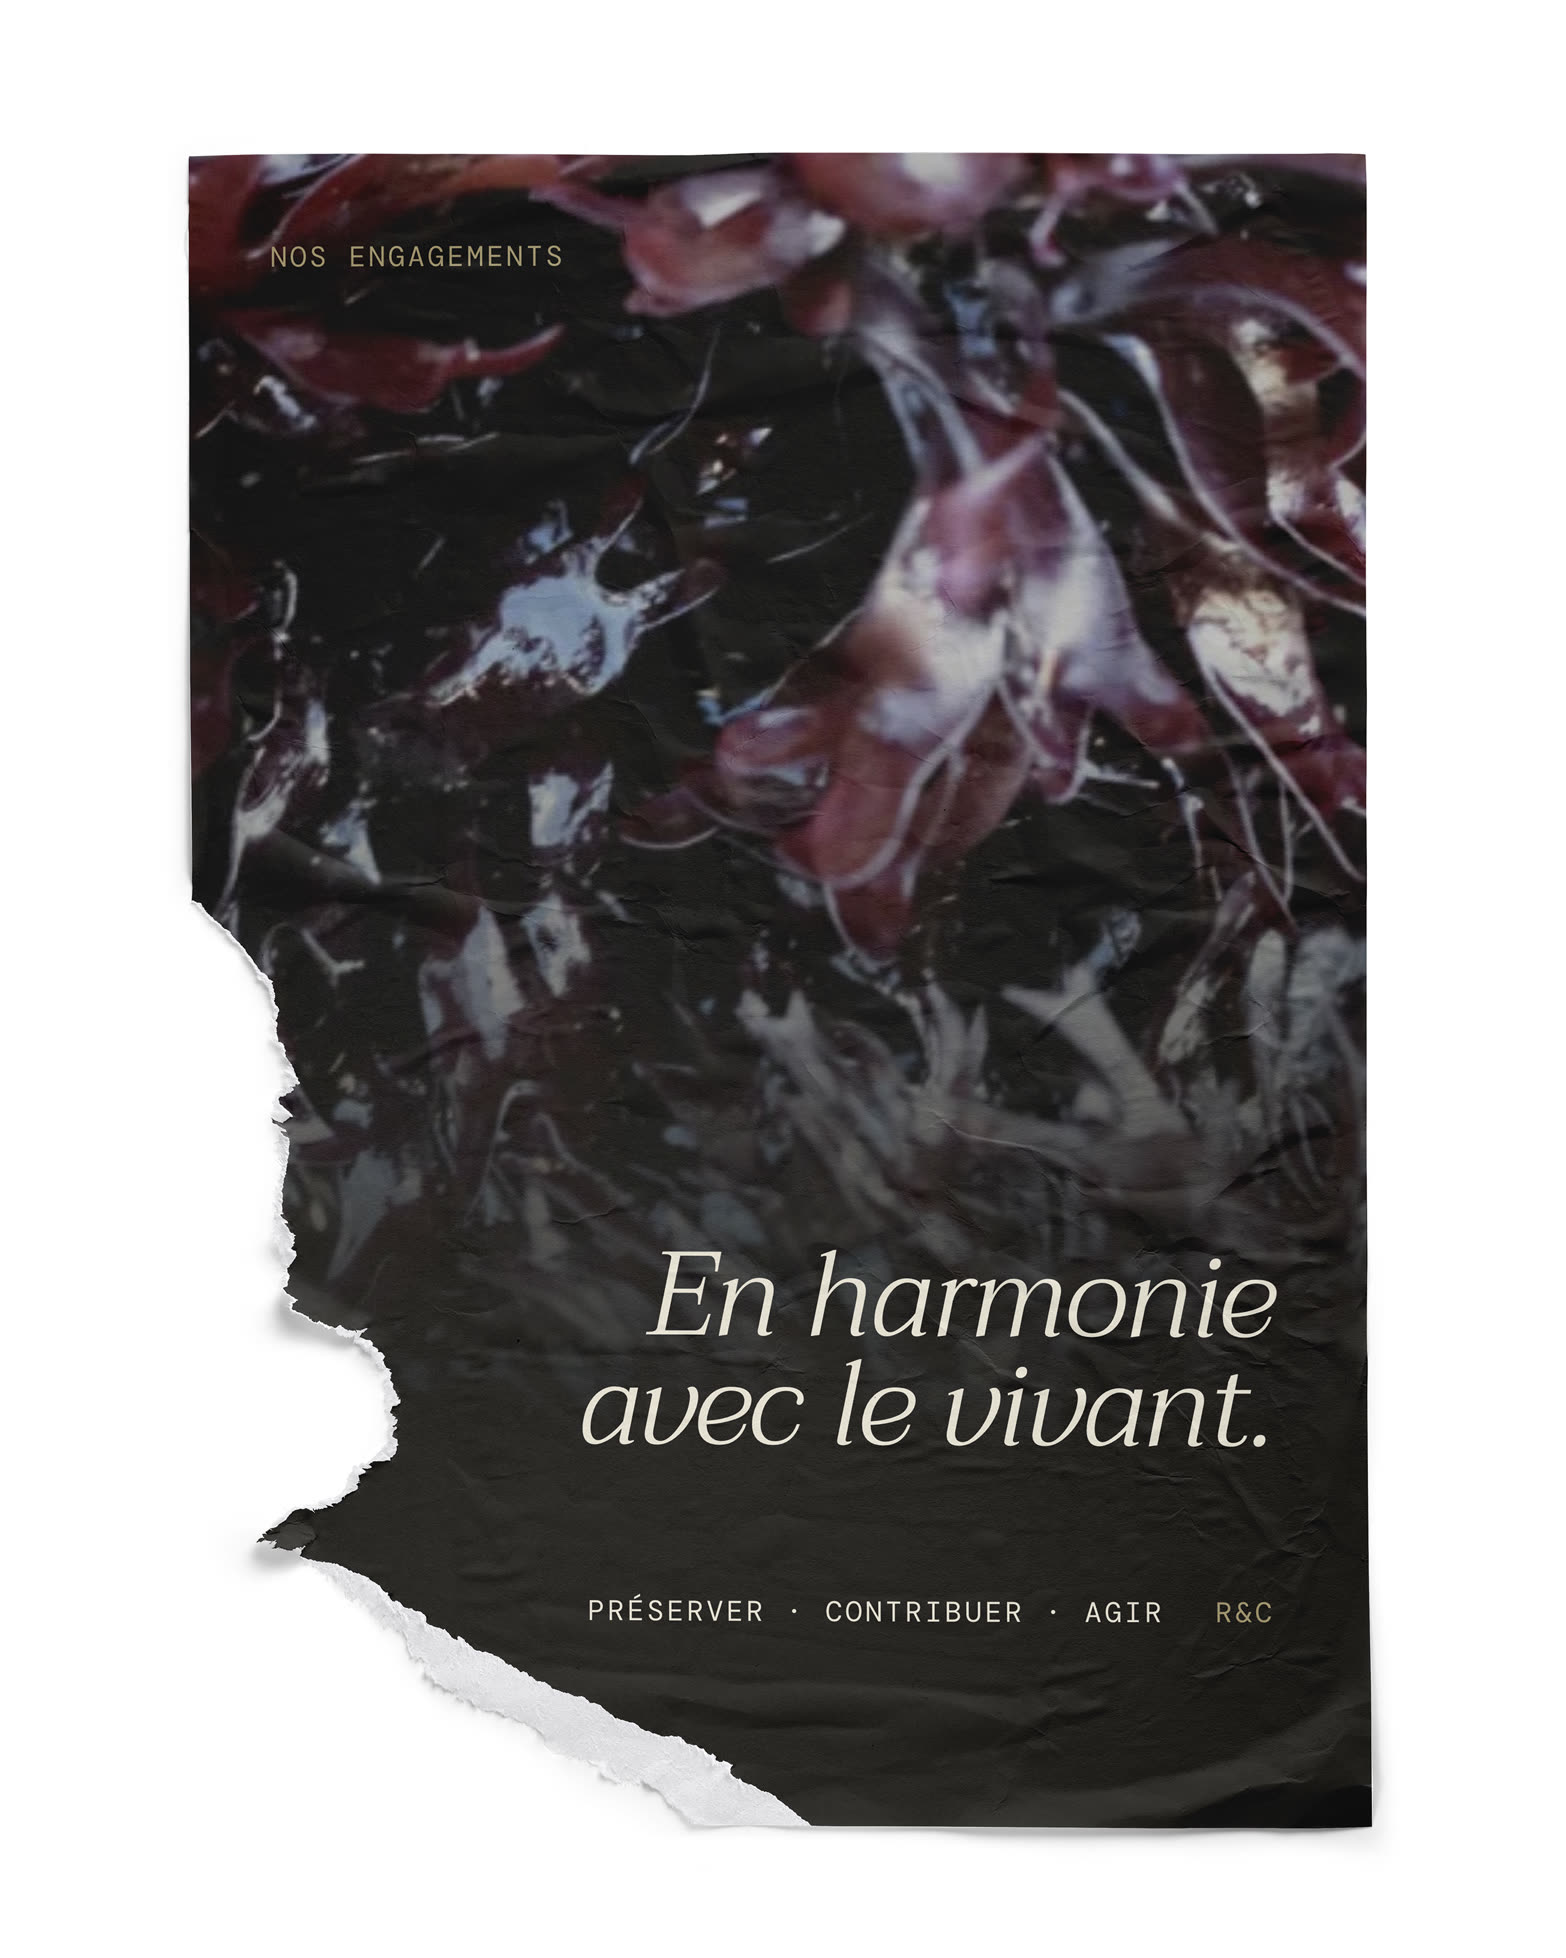 NOS ENGAGEMENTS
En harmonie
avec le vivant.
PRÉSERVER · CONTRIBUER · AGIR R&C